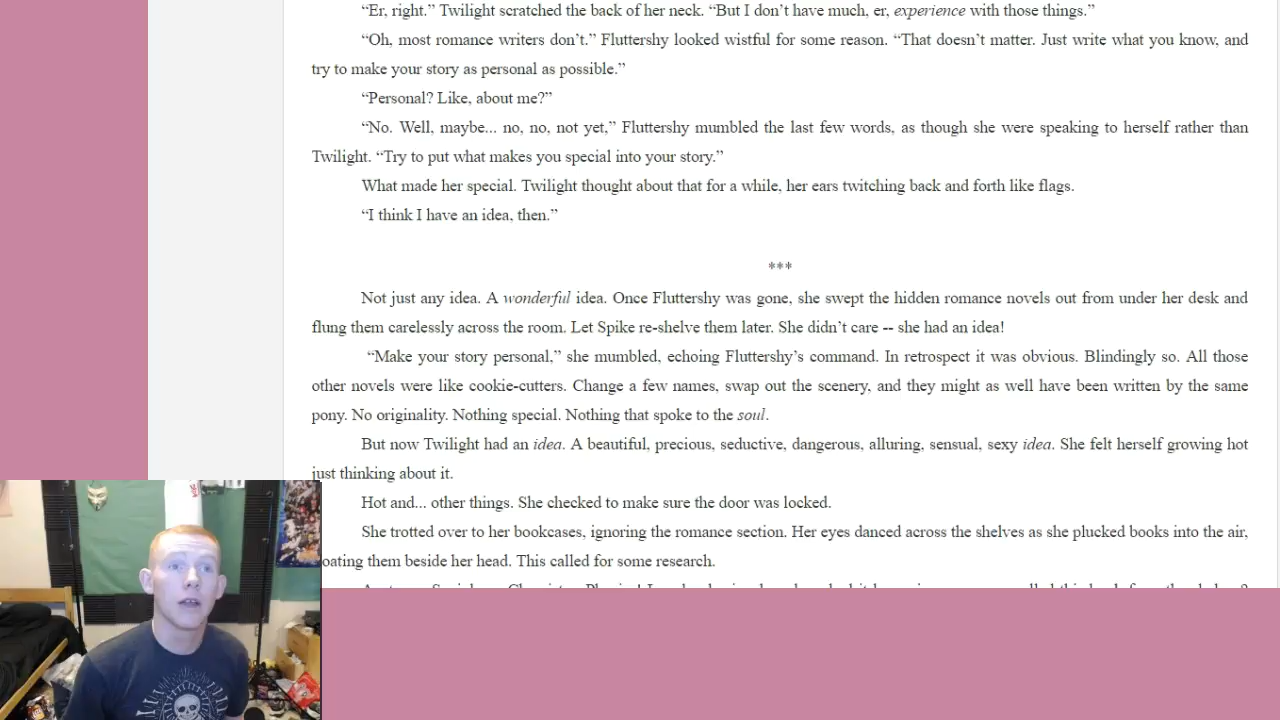 “Er, right.” Twilight scratched the back of her neck. “But I don’t have much, er, experience with those things.”
“Oh, most romance writers don’t.” Fluttershy looked wistful for some reason. “That doesn’t matter. Just write what you know, and
try to make your story as personal as possible.”
“Personal? Like, about me?”
“No. Well, maybe... no, no, not yet,” Fluttershy mumbled the last few words, as though she were speaking to herself rather than
Twilight. “Try to put what makes you special into your story.”
What made her special. Twilight thought about that for a while, her ears twitching back and forth like flags.
“I think I have an idea, then.”
***
Not just any idea. A wonderful idea. Once Fluttershy was gone, she swept the hidden romance novels out from under her desk and
flung them carelessly across the room. Let Spike re-shelve them later. She didn’t care -- she had an idea!
“Make your story personal,” she mumbled, echoing Fluttershy’s command. In retrospect it was obvious. Blindingly so. All those
other novels were like cookie-cutters. Change a few names, swap out the scenery, and they might as well have been written by the same
pony. No originality. Nothing special. Nothing that spoke to the soul.
But now Twilight had an idea. A beautiful, precious, seductive, dangerous, alluring, sensual, sexy idea. She felt herself growing hot
just thinking about it.
Hot and... other things. She checked to make sure the door was locked.
She trotted over to her bookcases, ignoring the romance section. Her eyes danced across the shelves as she plucked books into the air,
oating them beside her head. This called for some research.